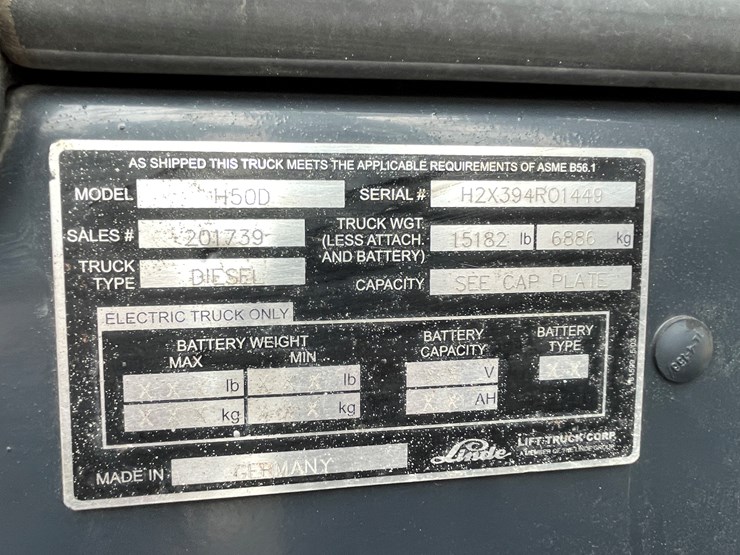 AS SHIPPED THIS TRUCK MEETS THE APPLICABLE REQUIREMENTS OF ASME B56.1
MODEL H50D SERIAL # H2X394R01449
SALES # 201739 TRUCK WGT. (LESS ATTACH. AND BATTERY) 15182 lb 6886 kg
TRUCK TYPE DIESEL CAPACITY SEE CAP PLATE
ELECTRIC TRUCK ONLY
BATTERY WEIGHT BATTERY CAPACITY BATTERY TYPE
MAX MIN
X X lb X X lb X X V X X
X X kg X X kg X X AH
Linde LIFT TRUCK CORP.
MADE IN GERMANY